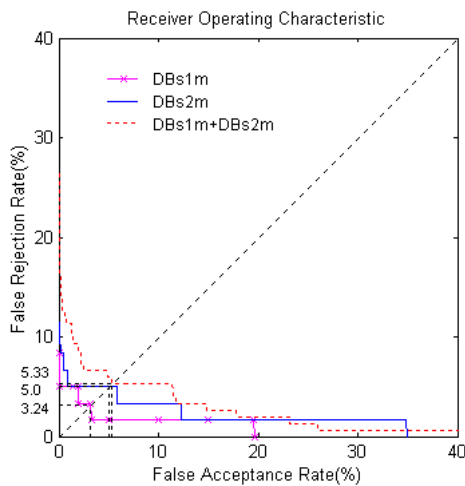 Receiver Operating Characteristic
40
DBs1m
DBs2m
DBs1m+DBs2m
30
20
10
5.33
5.0
3.24
0
False Rejection Rate(%)
0 10 20 30 40
False Acceptance Rate(%)